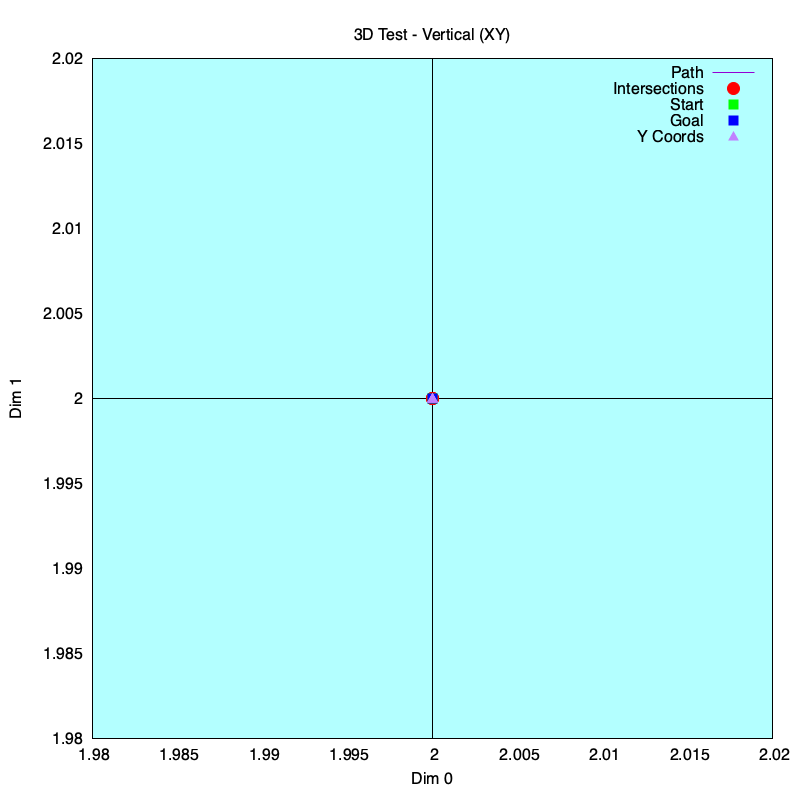 3D Test - Vertical (XY)
Path
Intersections
Start
Goal
Y Coords
2.02
2.015
2.01
2.005
2
1.995
1.99
1.985
1.98
Dim 1
1.98
1.985
1.99
1.995
2
2.005
2.01
2.015
2.02
Dim 0